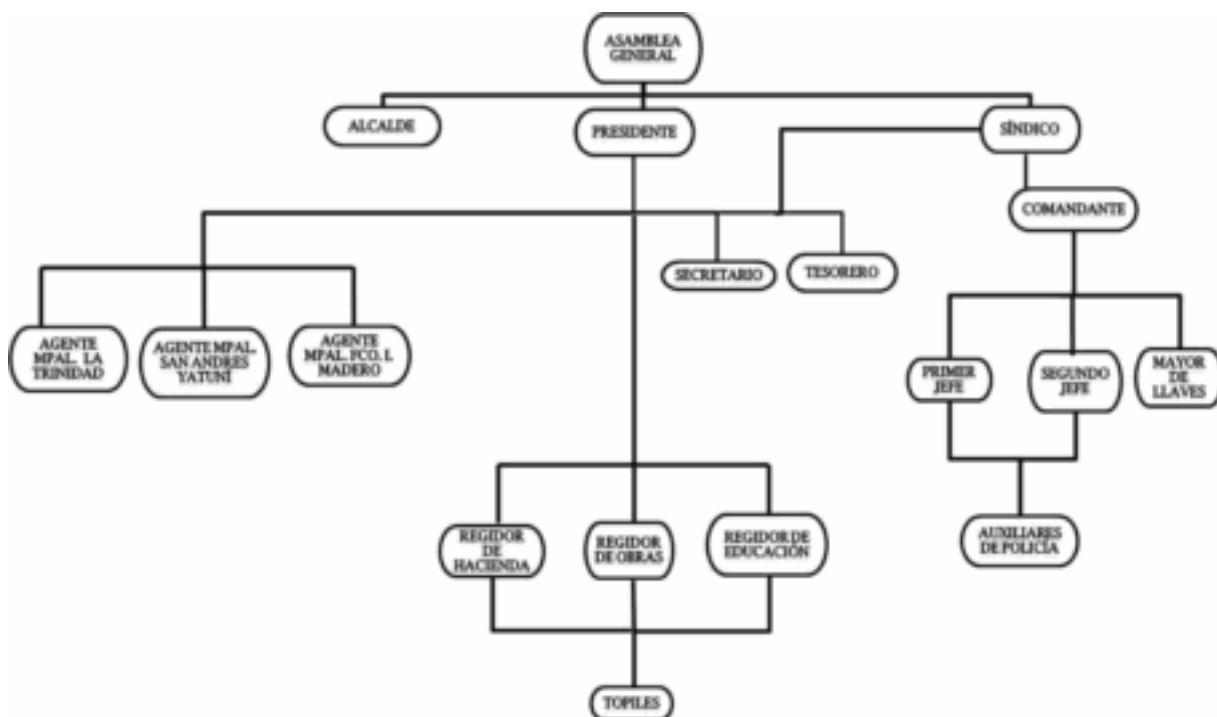 ASAMBLEA
GENERAL
ALCALDE
PRESIDENTE
SÍNDICO
COMANDANTE
SECRETARIO
TESORERO
AGENTE
MPAL. LA
TRINIDAD
AGENTE MPAL.
SAN ANDRES
YATUNÍ
AGENTE
MPAL. FCO. I.
MADERO
PRIMER
JEFE
SEGUNDO
JEFE
MAYOR
DE
LLAVES
REGIDOR
DE
HACIENDA
REGIDOR
DE OBRAS
REGIDOR DE
EDUCACIÓN
AUXILIARES
DE POLICÍA
TOPILES